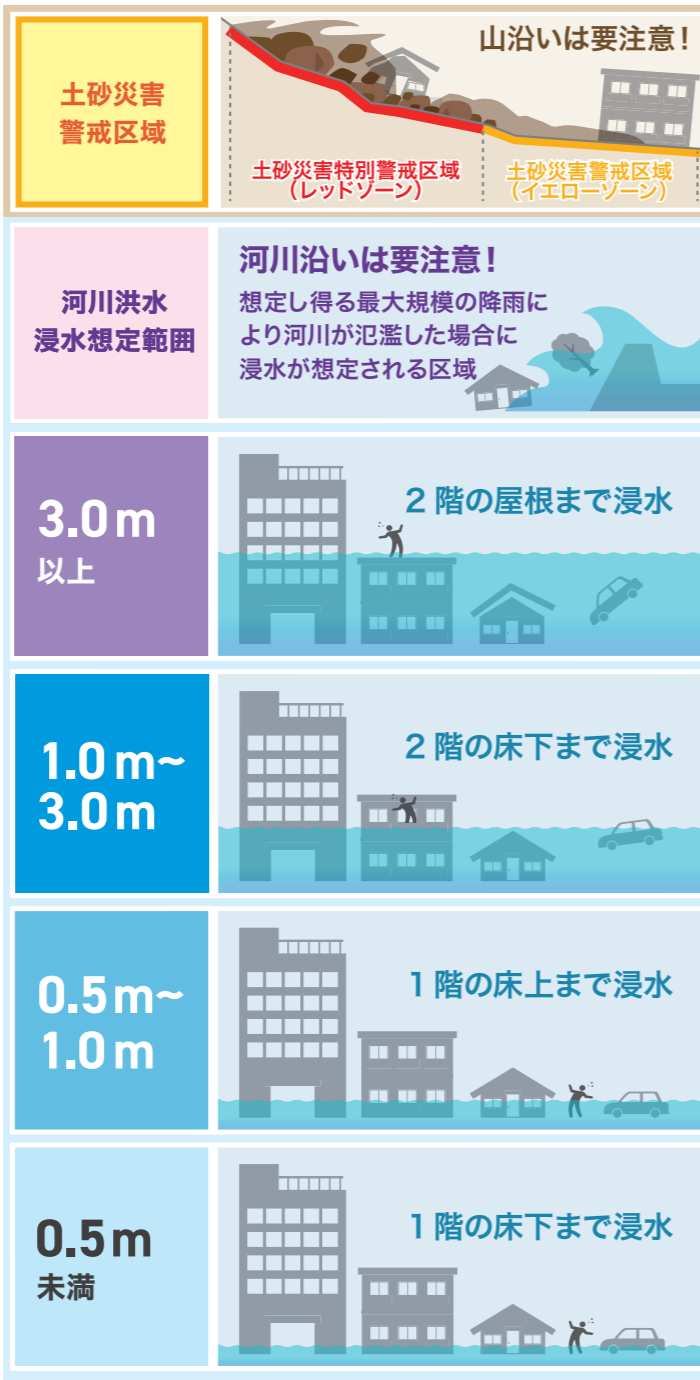 土砂災害
警戒区域
山沿いは要注意！
土砂災害特別警戒区域
（レッドゾーン）
土砂災害警戒区域
（イエローゾーン）
河川洪水
浸水想定範囲
河川沿いは要注意！
想定し得る最大規模の降雨に
より河川が氾濫した場合に
浸水が想定される区域
3.0m
以上
2階の屋根まで浸水
1.0m~
3.0m
2階の床下まで浸水
0.5m~
1.0m
1階の床上まで浸水
0.5m
未満
1階の床下まで浸水